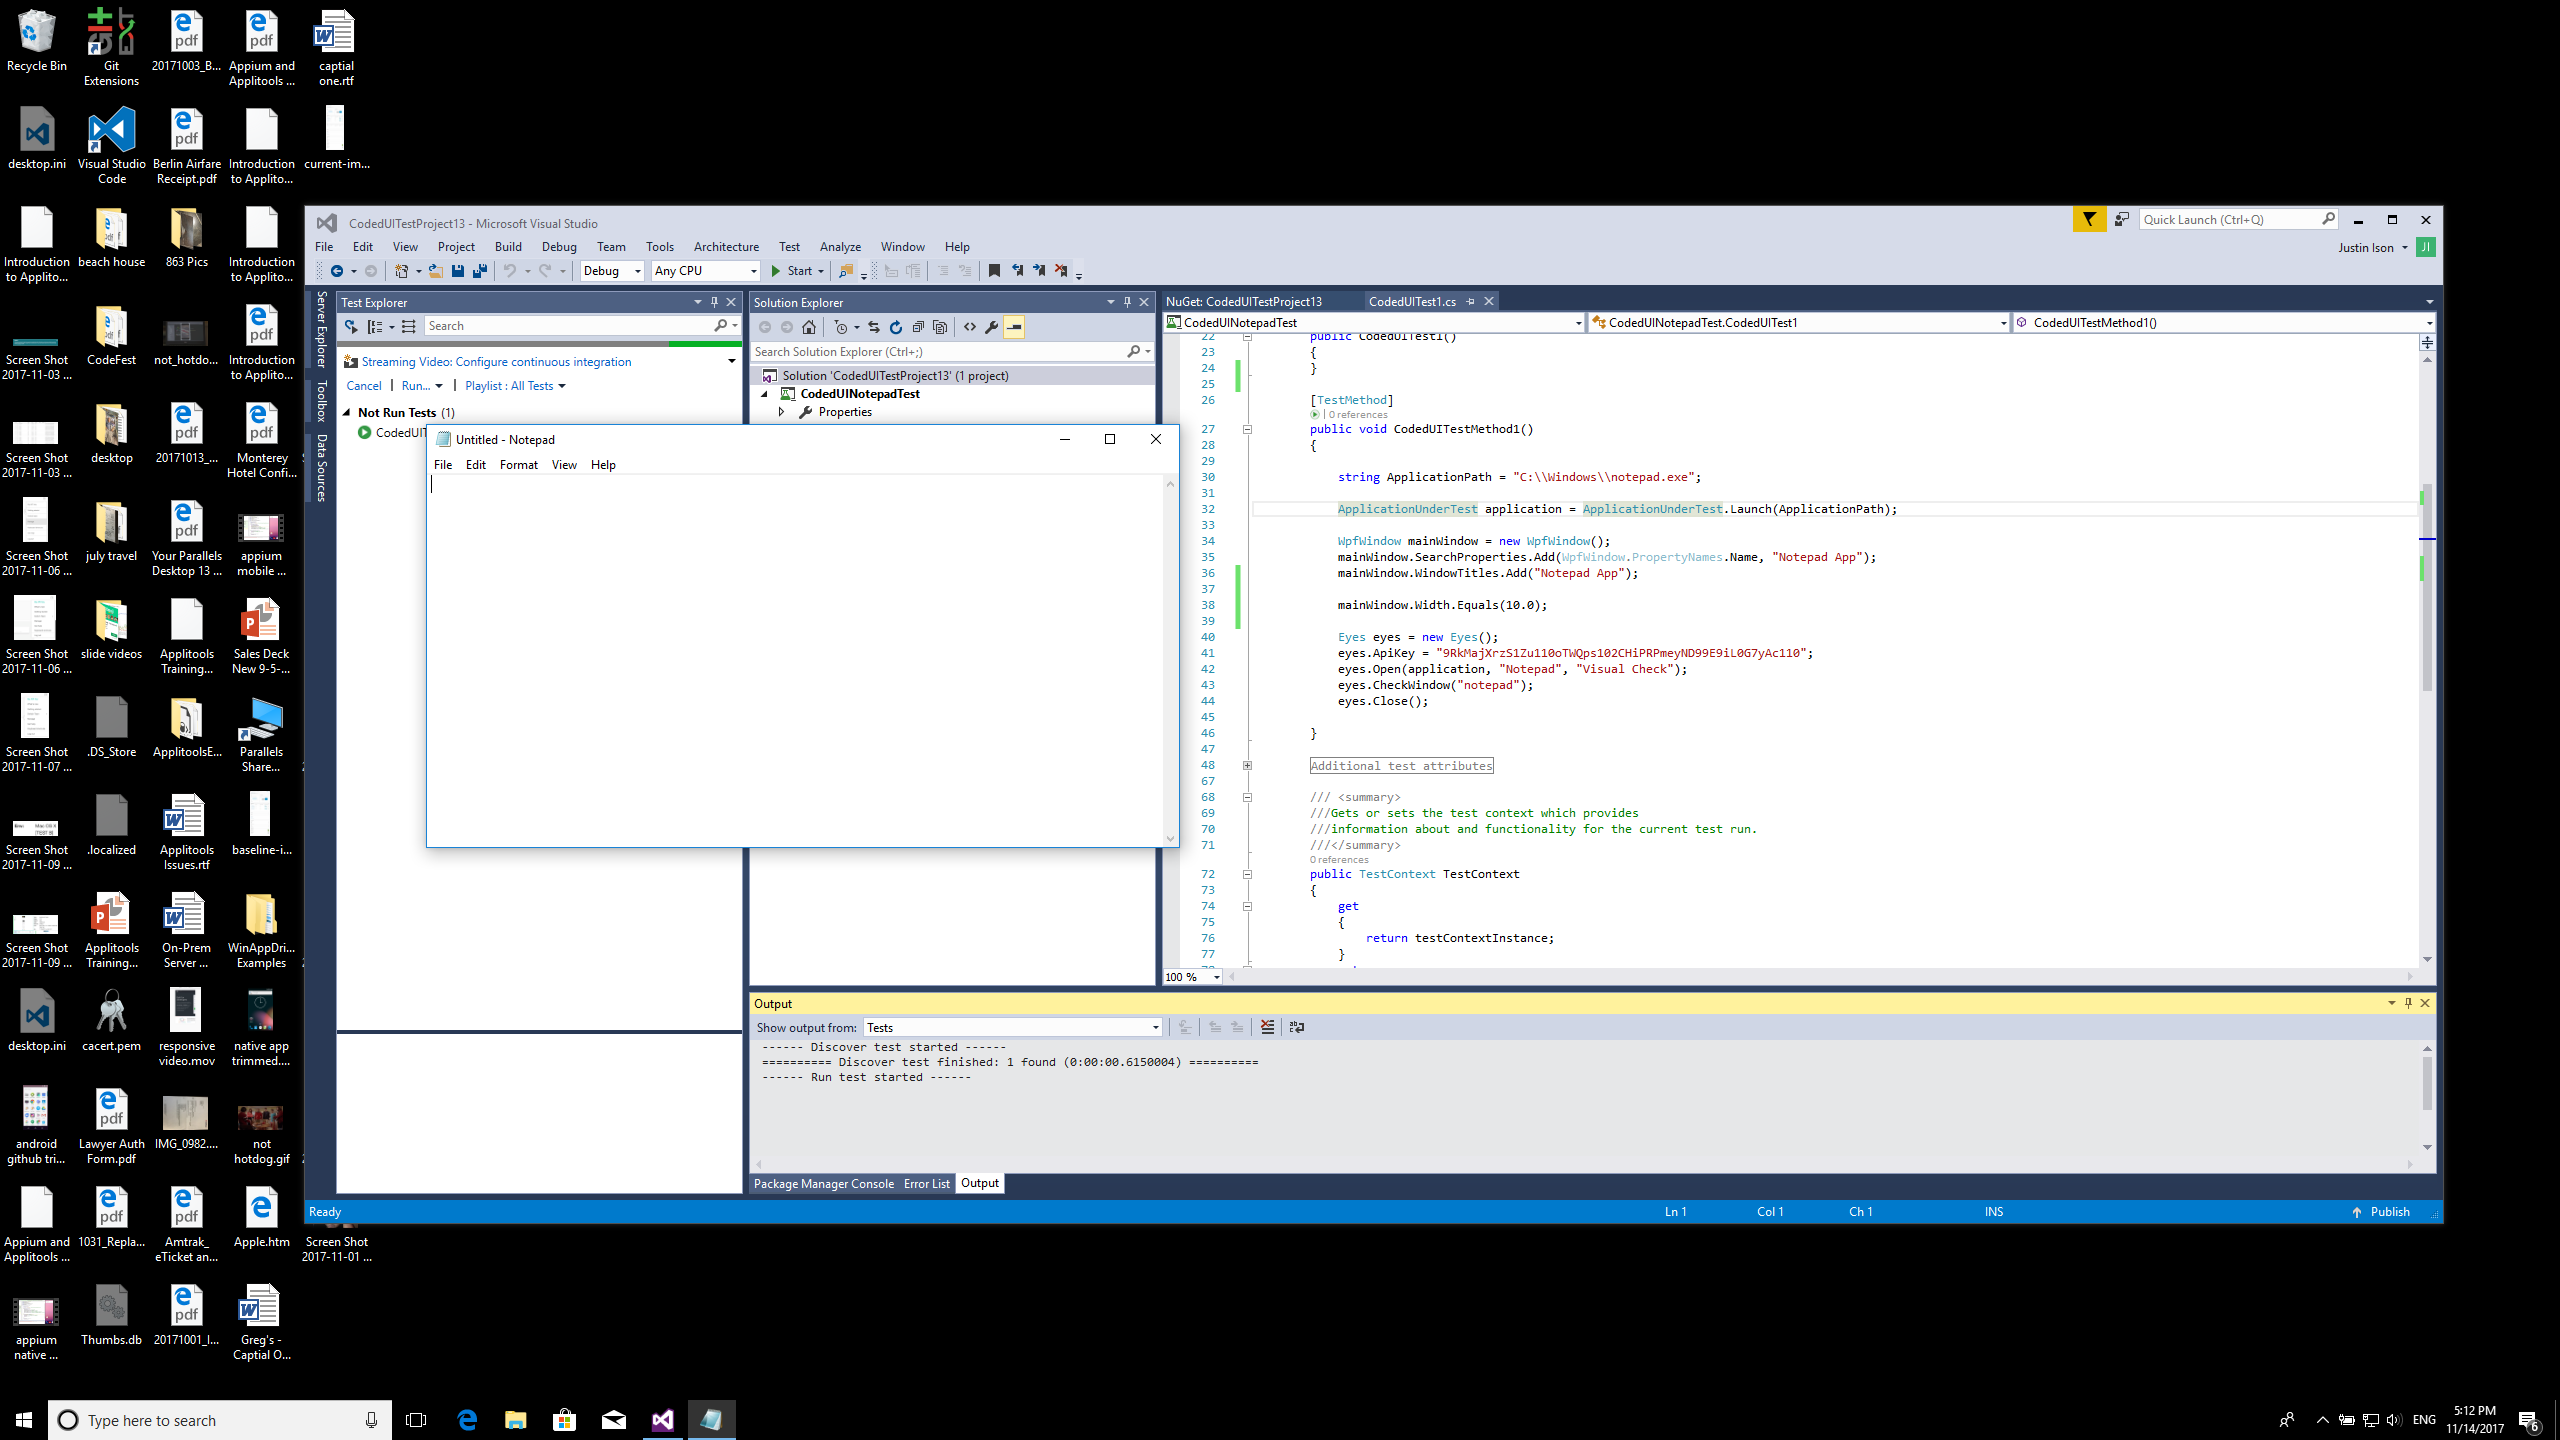 Recycle Bin
Git Extensions
20171003_B...
Appium and Applitools ...
captial one.rtf
desktop.ini
Visual Studio Code
Berlin Airfare Receipt.pdf
Introduction to Applito...
current-im...
Introduction to Applito...
beach house
863 Pics
Introduction to Applito...
Screen Shot 2017-11-03 ...
CodeFest
not_hotdo...
Introduction to Applito...
Screen Shot 2017-11-03 ...
desktop
20171013_...
Monterey Hotel Confi...
Screen Shot 2017-11-06 ...
july travel
Your Parallels Desktop 13 ...
appium mobile ...
Screen Shot 2017-11-06 ...
slide videos
Applitools Training...
Sales Deck New 9-5-...
Screen Shot 2017-11-07 ...
.DS_Store
ApplitoolsE...
Parallels Share...
Screen Shot 2017-11-09 ...
.localized
Applitools Issues.rtf
baseline-i...
Screen Shot 2017-11-09 ...
Applitools Training...
On-Prem Server ...
WinAppDri... Examples
desktop.ini
cacert.pem
responsive video.mov
native app trimmed....
android github tri...
Lawyer Auth Form.pdf
IMG_0982....
not hotdog.gif
Appium and Applitools ...
1031_Repla...
Amtrak_ eTicket an...
Apple.htm
Screen Shot 2017-11-01 ...
appium native ...
Thumbs.db
20171001_I...
Greg's - Captial O...
CodedUITestProject13 - Microsoft Visual Studio
Quick Launch (Ctrl+Q)
File Edit View Project Build Debug Team Tools Architecture Test Analyze Window Help
Justin Ison JI
Debug Any CPU Start
Server Explorer
Toolbox
Data Sources
Test Explorer
Search
Streaming Video: Configure continuous integration
Cancel | Run... | Playlist : All Tests
Not Run Tests (1)
CodedUIT
Solution Explorer
Search Solution Explorer (Ctrl+;)
Solution 'CodedUITestProject13' (1 project)
CodedUINotepadTest
Properties
Untitled - Notepad
File Edit Format View Help
NuGet: CodedUITestProject13 CodedUITest1.cs
CodedUINotepadTest CodedUINotepadTest.CodedUITest1 CodedUITestMethod1()
22 public CodedUITest1()
23 {
24 }
25
26 [TestMethod]
| 0 references
27 public void CodedUITestMethod1()
28 {
29
30 string ApplicationPath = "C:\\Windows\\notepad.exe";
31
32 ApplicationUnderTest application = ApplicationUnderTest.Launch(ApplicationPath);
33
34 WpfWindow mainWindow = new WpfWindow();
35 mainWindow.SearchProperties.Add(WpfWindow.PropertyNames.Name, "Notepad App");
36 mainWindow.WindowTitles.Add("Notepad App");
37
38 mainWindow.Width.Equals(10.0);
39
40 Eyes eyes = new Eyes();
41 eyes.ApiKey = "9RkMajXrzS1Zu110oTWQps102CHiPRPmeyND99E9iL0G7yAc110";
42 eyes.Open(application, "Notepad", "Visual Check");
43 eyes.CheckWindow("notepad");
44 eyes.Close();
45
46 }
47
48 Additional test attributes
67
68 /// <summary>
69 ///Gets or sets the test context which provides
70 ///information about and functionality for the current test run.
71 ///</summary>
0 references
72 public TestContext TestContext
73 {
74 get
75 {
76 return testContextInstance;
77 }
100 %
Output
Show output from: Tests
------ Discover test started ------
========== Discover test finished: 1 found (0:00:00.6150004) ==========
------ Run test started ------
Package Manager Console Error List Output
Ready Ln 1 Col 1 Ch 1 INS Publish
Type here to search
ENG
5:12 PM
11/14/2017
6